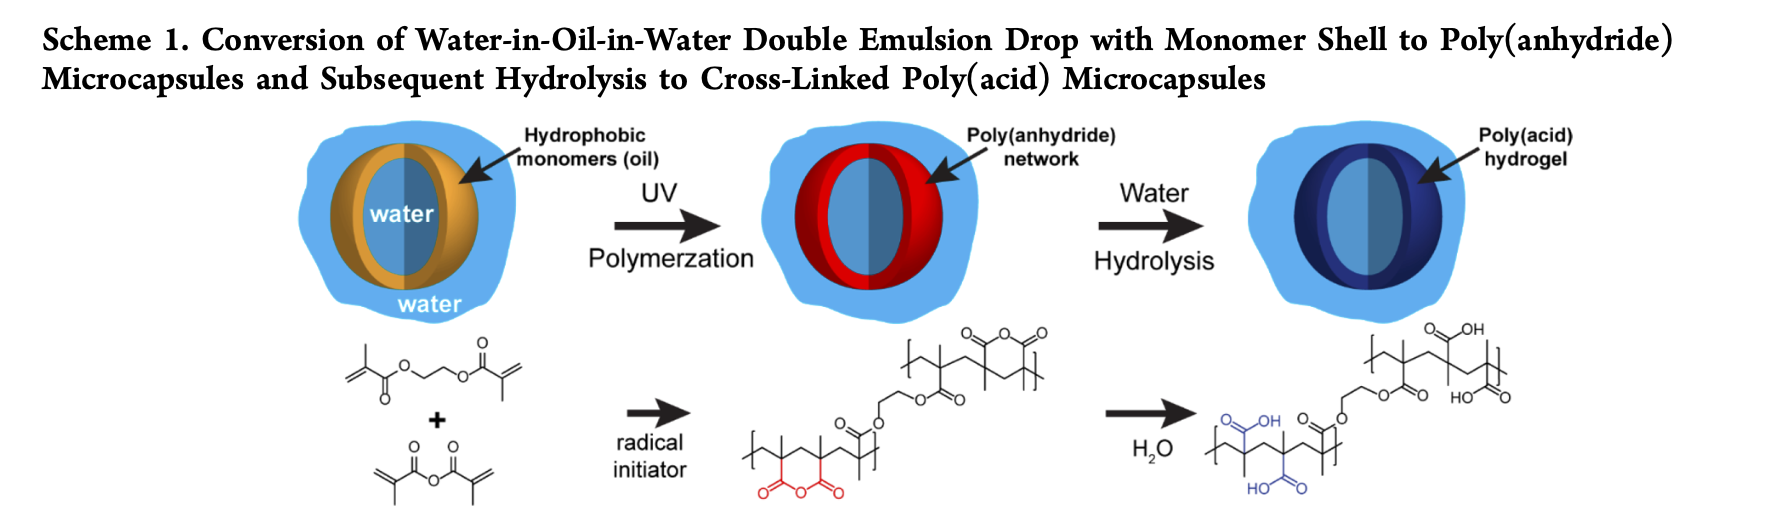 Scheme 1. Conversion of Water-in-Oil-in-Water Double Emulsion Drop with Monomer Shell to Poly(anhydride)
Microcapsules and Subsequent Hydrolysis to Cross-Linked Poly(acid) Microcapsules
Hydrophobic
monomers (oil)
water
water
UV
Polymerzation
Poly(anhydride)
network
Water
Hydrolysis
Poly(acid)
hydrogel
O
O
O
O
+
O
O
O
radical
initiator
O
O
O
O
O
O
O
O
O
O
H₂O
O
OH
HO
O
O
O
O
O
O
OH
HO
O